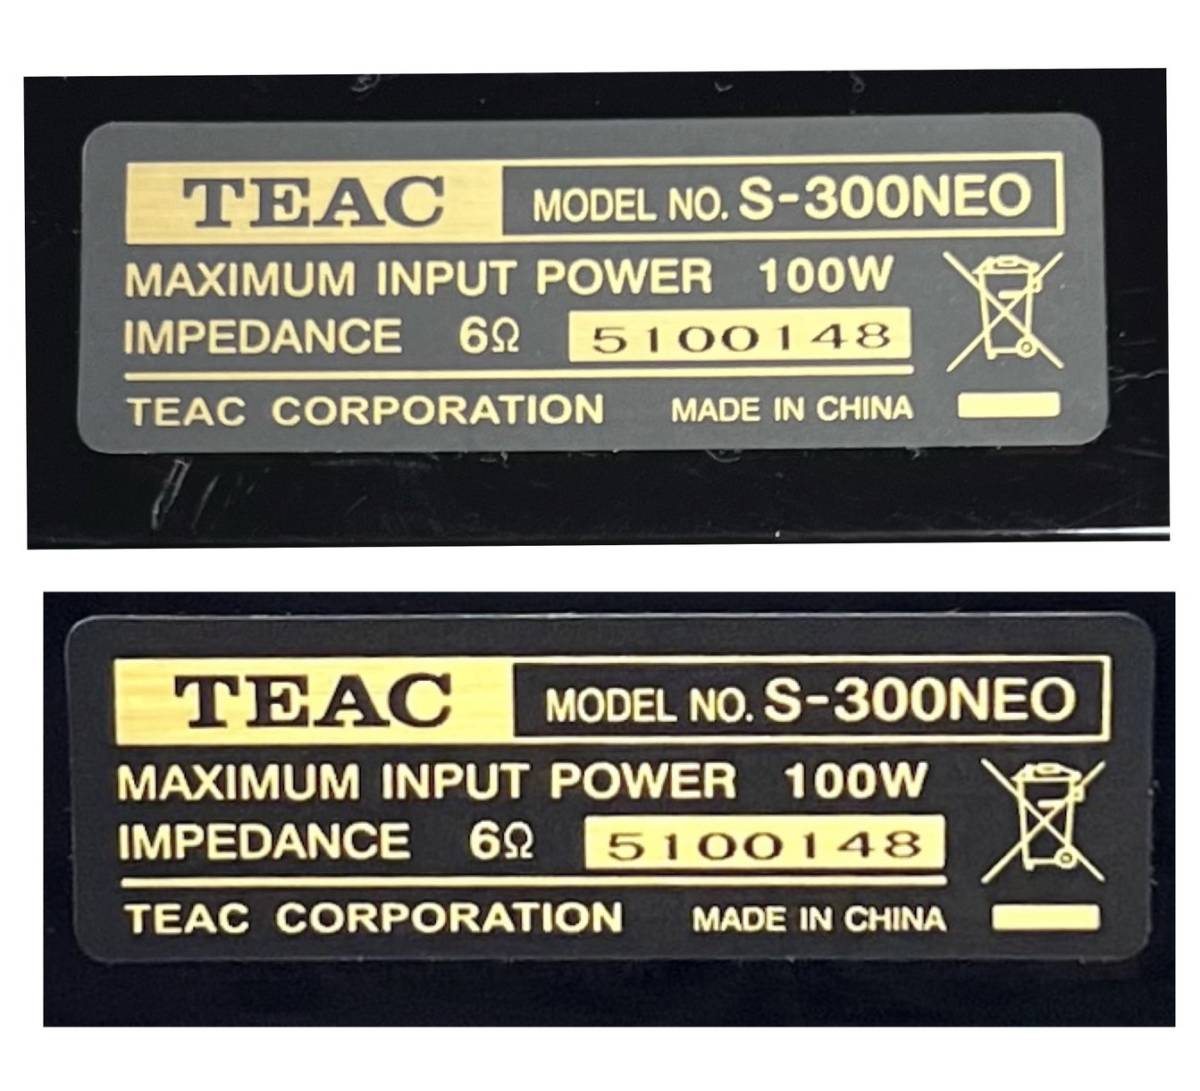 TEAC MODEL NO. S-300NEO
MAXIMUM INPUT POWER 100W
IMPEDANCE 6Ω 5100148
TEAC CORPORATION MADE IN CHINA
TEAC MODEL NO. S-300NEO
MAXIMUM INPUT POWER 100W
IMPEDANCE 6Ω 5100148
TEAC CORPORATION MADE IN CHINA